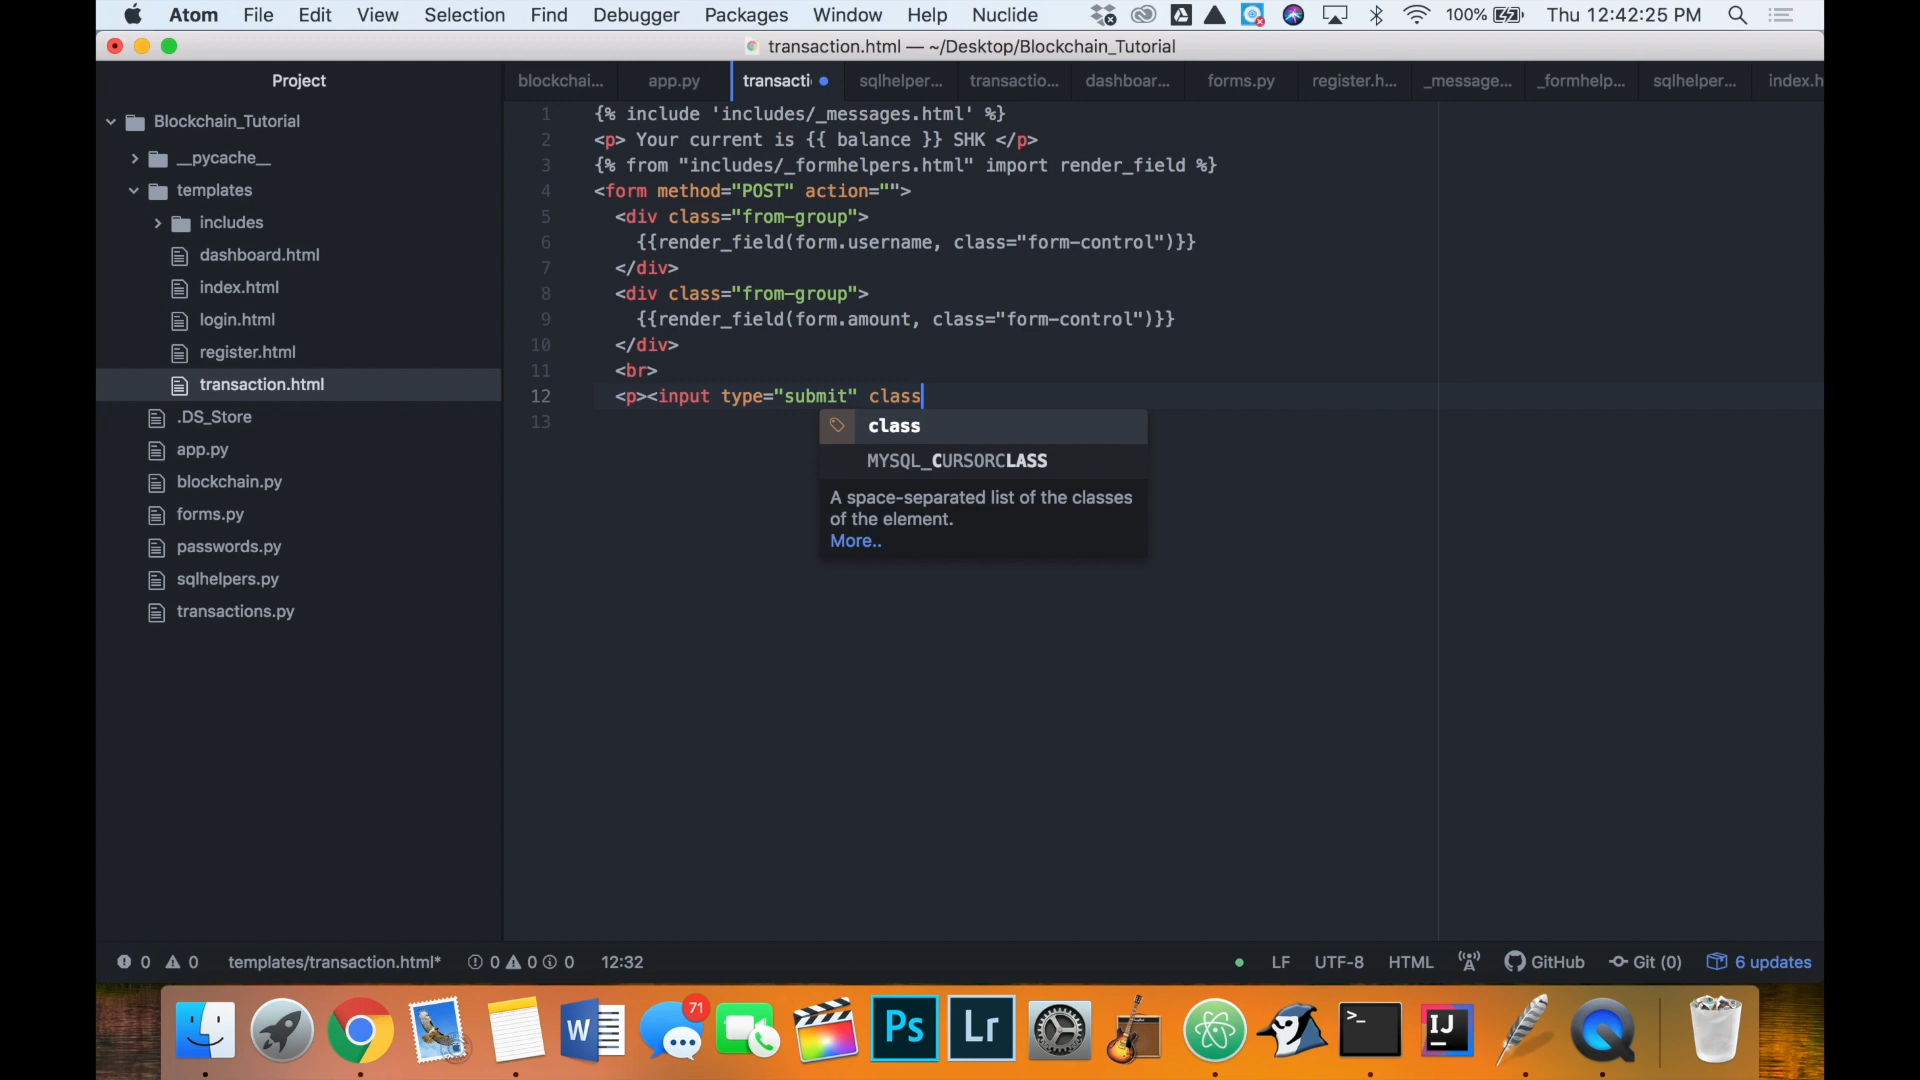 Atom File Edit View Selection Find Debugger Packages Window Help Nuclide 100% Thu 12:42:25 PM
transaction.html — ~/Desktop/Blockchain_Tutorial
Project
blockchai... app.py transacti sqlhelper... transactio... dashboar... forms.py register.h... _message... _formhelp... sqlhelper... index.h
Blockchain_Tutorial
__pycache__
templates
includes
dashboard.html
index.html
login.html
register.html
transaction.html
.DS_Store
app.py
blockchain.py
forms.py
passwords.py
sqlhelpers.py
transactions.py
1 {% include 'includes/_messages.html' %}
2 <p> Your current is {{ balance }} SHK </p>
3 {% from "includes/_formhelpers.html" import render_field %}
4 <form method="POST" action="">
5 <div class="from-group">
6 {{render_field(form.username, class="form-control")}}
7 </div>
8 <div class="from-group">
9 {{render_field(form.amount, class="form-control")}}
10 </div>
11 <br>
12 <p><input type="submit" class
13
class
MYSQL_CURSORCLASS
A space-separated list of the classes
of the element.
More..
0 0 templates/transaction.html* 0 0 0 12:32 LF UTF-8 HTML GitHub Git (0) 6 updates
W 71 Ps Lr >_ IJ